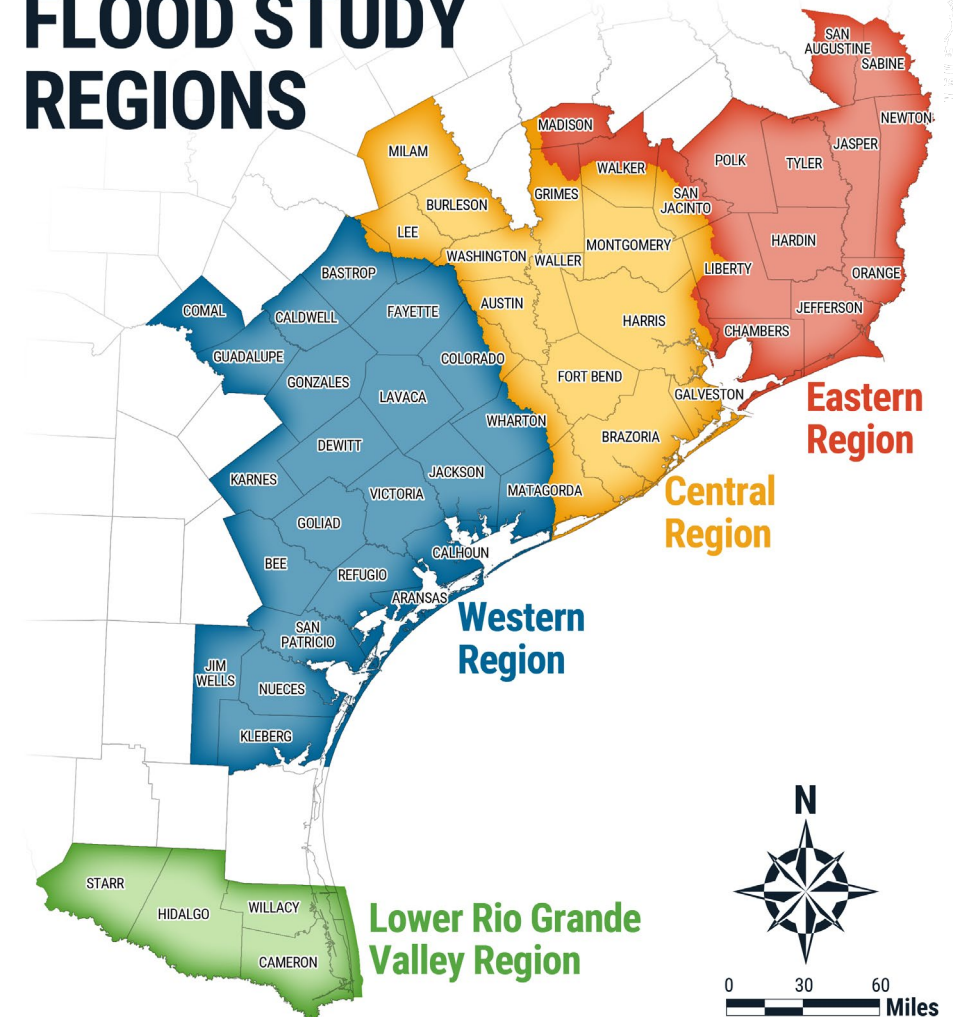 FLOOD STUDY
REGIONS
SAN
AUGUSTINE
SABINE
NEWTON
MADISON
JASPER
MILAM
POLK
TYLER
WALKER
GRIMES
SAN
JACINTO
BURLESON
LEE
HARDIN
MONTGOMERY
WASHINGTON
WALLER
LIBERTY
BASTROP
ORANGE
AUSTIN
COMAL
CALDWELL
FAYETTE
JEFFERSON
HARRIS
CHAMBERS
GUADALUPE
COLORADO
GONZALES
FORT BEND
LAVACA
GALVESTON
Eastern
Region
WHARTON
BRAZORIA
DEWITT
KARNES
JACKSON
VICTORIA
MATAGORDA
Central
Region
GOLIAD
CALHOUN
BEE
REFUGIO
ARANSAS
Western
Region
SAN
PATRICIO
JIM
WELLS
NUECES
KLEBERG
N
STARR
HIDALGO
WILLACY
Lower Rio Grande
Valley Region
CAMERON
0 30 60
Miles